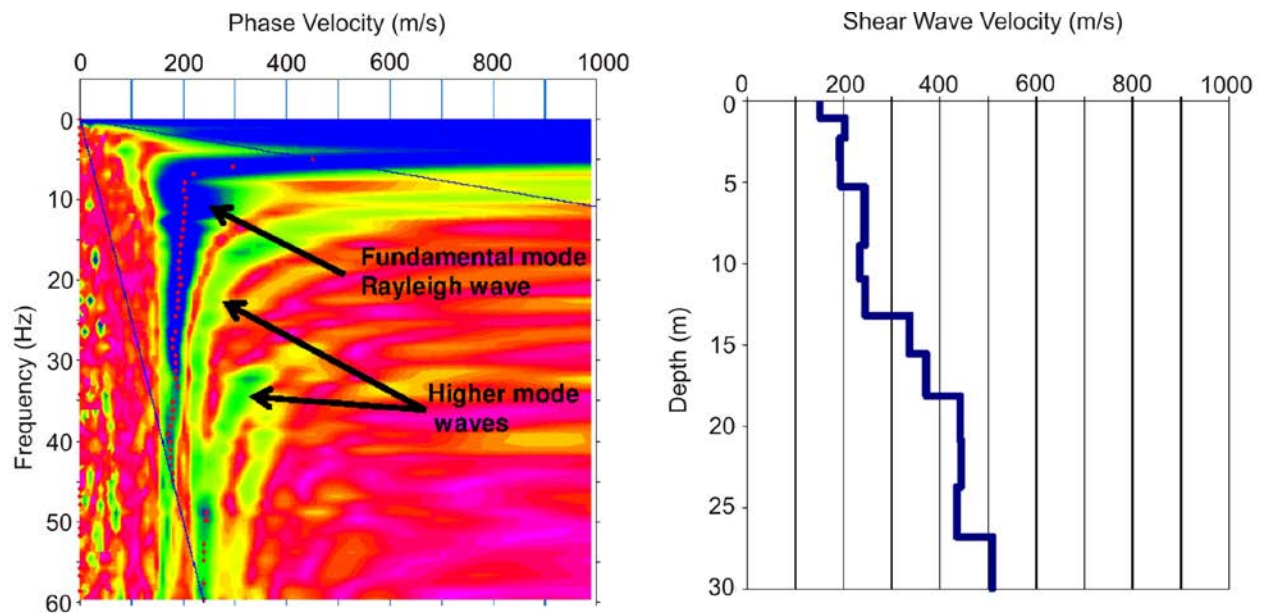 Phase Velocity (m/s)
0 200 400 600 800 1000
Frequency (Hz)
0
10
20
30
40
50
60
Fundamental mode
Rayleigh wave
Higher mode
waves
Shear Wave Velocity (m/s)
0 200 400 600 800 1000
Depth (m)
0
5
10
15
20
25
30